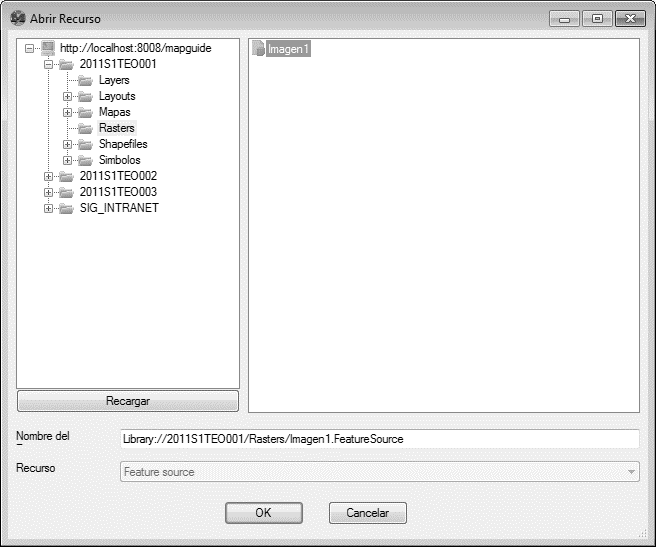 Abrir Recurso
http://localhost:8008/mapguide
2011S1TEO001
Layers
Layouts
Mapas
Rasters
Shapefiles
Simbolos
2011S1TEO002
2011S1TEO003
SIG_INTRANET
Imagen1
Recargar
Nombre del
Library://2011S1TEO001/Rasters/Imagen1.FeatureSource
Recurso
Feature source
OK
Cancelar